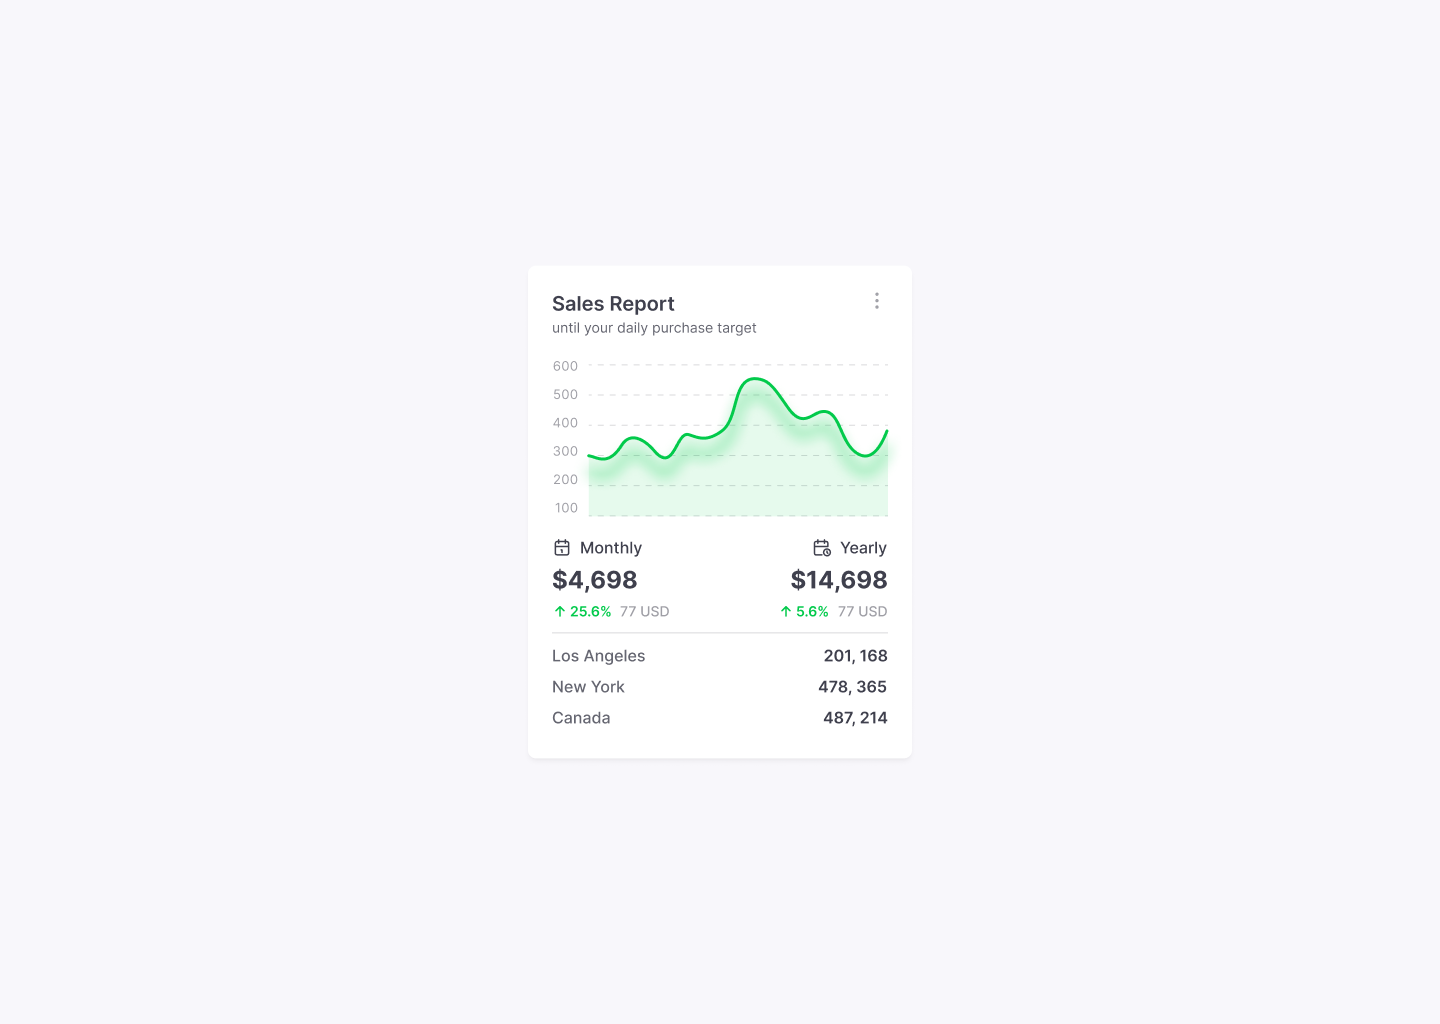 Sales Report
until your daily purchase target
600
500
400
300
200
100
Monthly Yearly
$4,698 $14,698
25.6% 77 USD 5.6% 77 USD
Los Angeles 201, 168
New York 478, 365
Canada 487, 214